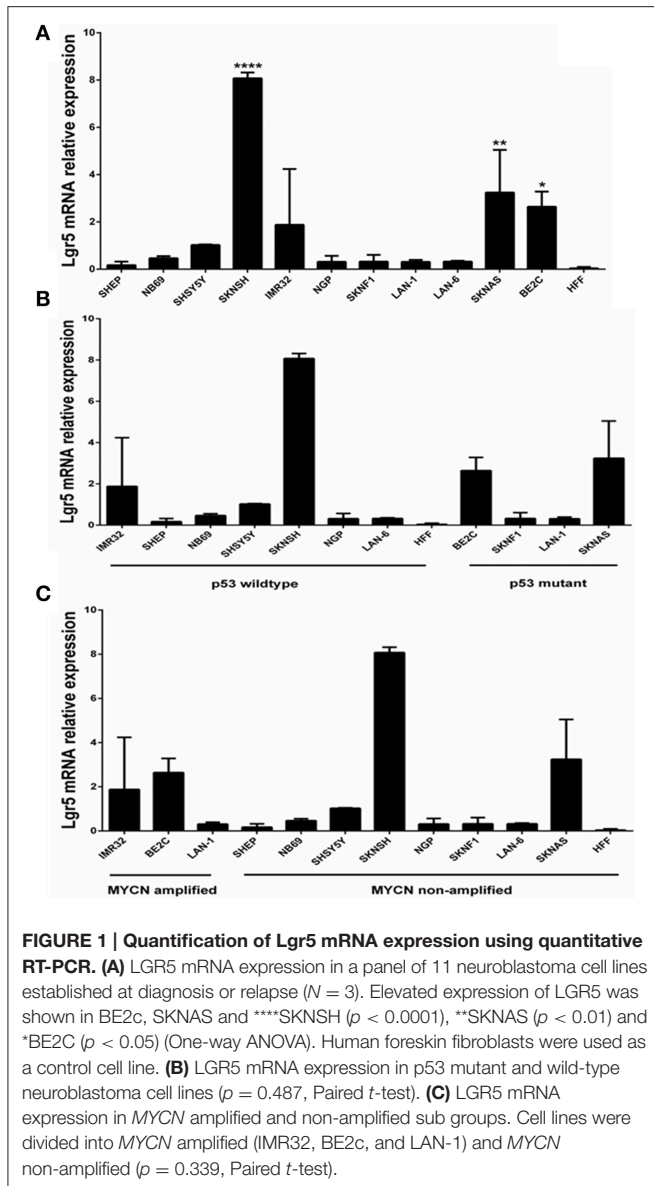 A
Lgr5 mRNA relative expression
10
8
6
4
2
0
****
**
*
SHEP
NB69
SHSY5Y
SKNSH
IMR32
NGP
SKNF1
LAN-1
LAN-6
SKNAS
BE2C
HFF
B
Lgr5 mRNA relative expression
10
8
6
4
2
0
IMR32
SHEP
NB69
SHSY5Y
SKNSH
NGP
LAN-6
HFF
BE2C
SKNF1
LAN-1
SKNAS
p53 wildtype
p53 mutant
C
Lgr5 mRNA relative expression
10
8
6
4
2
0
IMR32
BE2C
LAN-1
SHEP
NB69
SHSY5Y
SKNSH
NGP
SKNF1
LAN-6
SKNAS
HFF
MYCN amplified
MYCN non-amplified
FIGURE 1 | Quantification of Lgr5 mRNA expression using quantitative
RT-PCR. (A) LGR5 mRNA expression in a panel of 11 neuroblastoma cell lines
established at diagnosis or relapse (N = 3). Elevated expression of LGR5 was
shown in BE2c, SKNAS and ****SKNSH (p < 0.0001), **SKNAS (p < 0.01) and
*BE2C (p < 0.05) (One-way ANOVA). Human foreskin fibroblasts were used as
a control cell line. (B) LGR5 mRNA expression in p53 mutant and wild-type
neuroblastoma cell lines (p = 0.487, Paired t-test). (C) LGR5 mRNA
expression in MYCN amplified and non-amplified sub groups. Cell lines were
divided into MYCN amplified (IMR32, BE2c, and LAN-1) and MYCN
non-amplified (p = 0.339, Paired t-test).